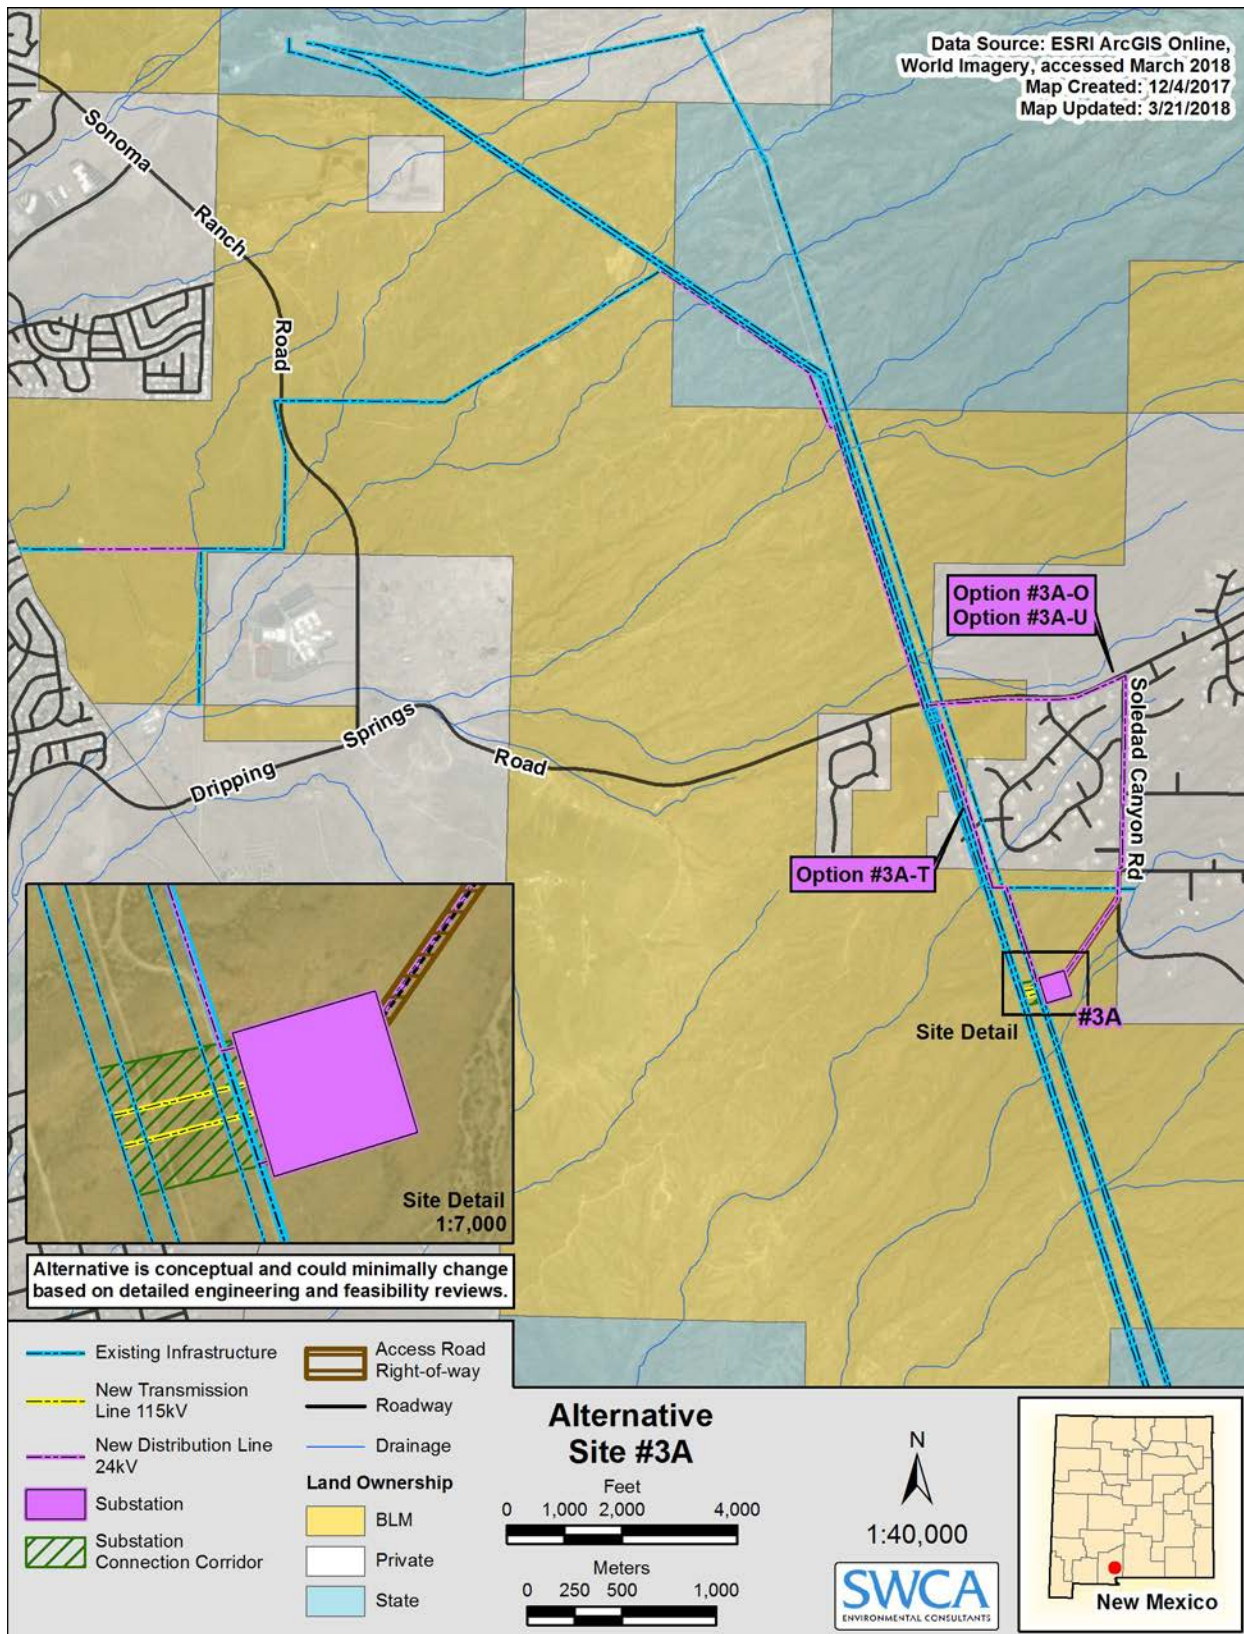 Data Source: ESRI ArcGIS Online,
World Imagery, accessed March 2018
Map Created: 12/4/2017
Map Updated: 3/21/2018
Sonoma
Ranch
Road
Option #3A-O
Option #3A-U
Soledad Canyon Rd
Dripping
Springs
Road
Option #3A-T
#3A
Site Detail
Site Detail
1:7,000
Alternative is conceptual and could minimally change
based on detailed engineering and feasibility reviews.
Existing Infrastructure
New Transmission
Line 115kV
New Distribution Line
24kV
Substation
Substation
Connection Corridor
Access Road
Right-of-way
Roadway
Drainage
Land Ownership
BLM
Private
State
Alternative
Site #3A
Feet
0 1,000 2,000 4,000
Meters
0 250 500 1,000
N
1:40,000
SWCA
ENVIRONMENTAL CONSULTANTS
New Mexico